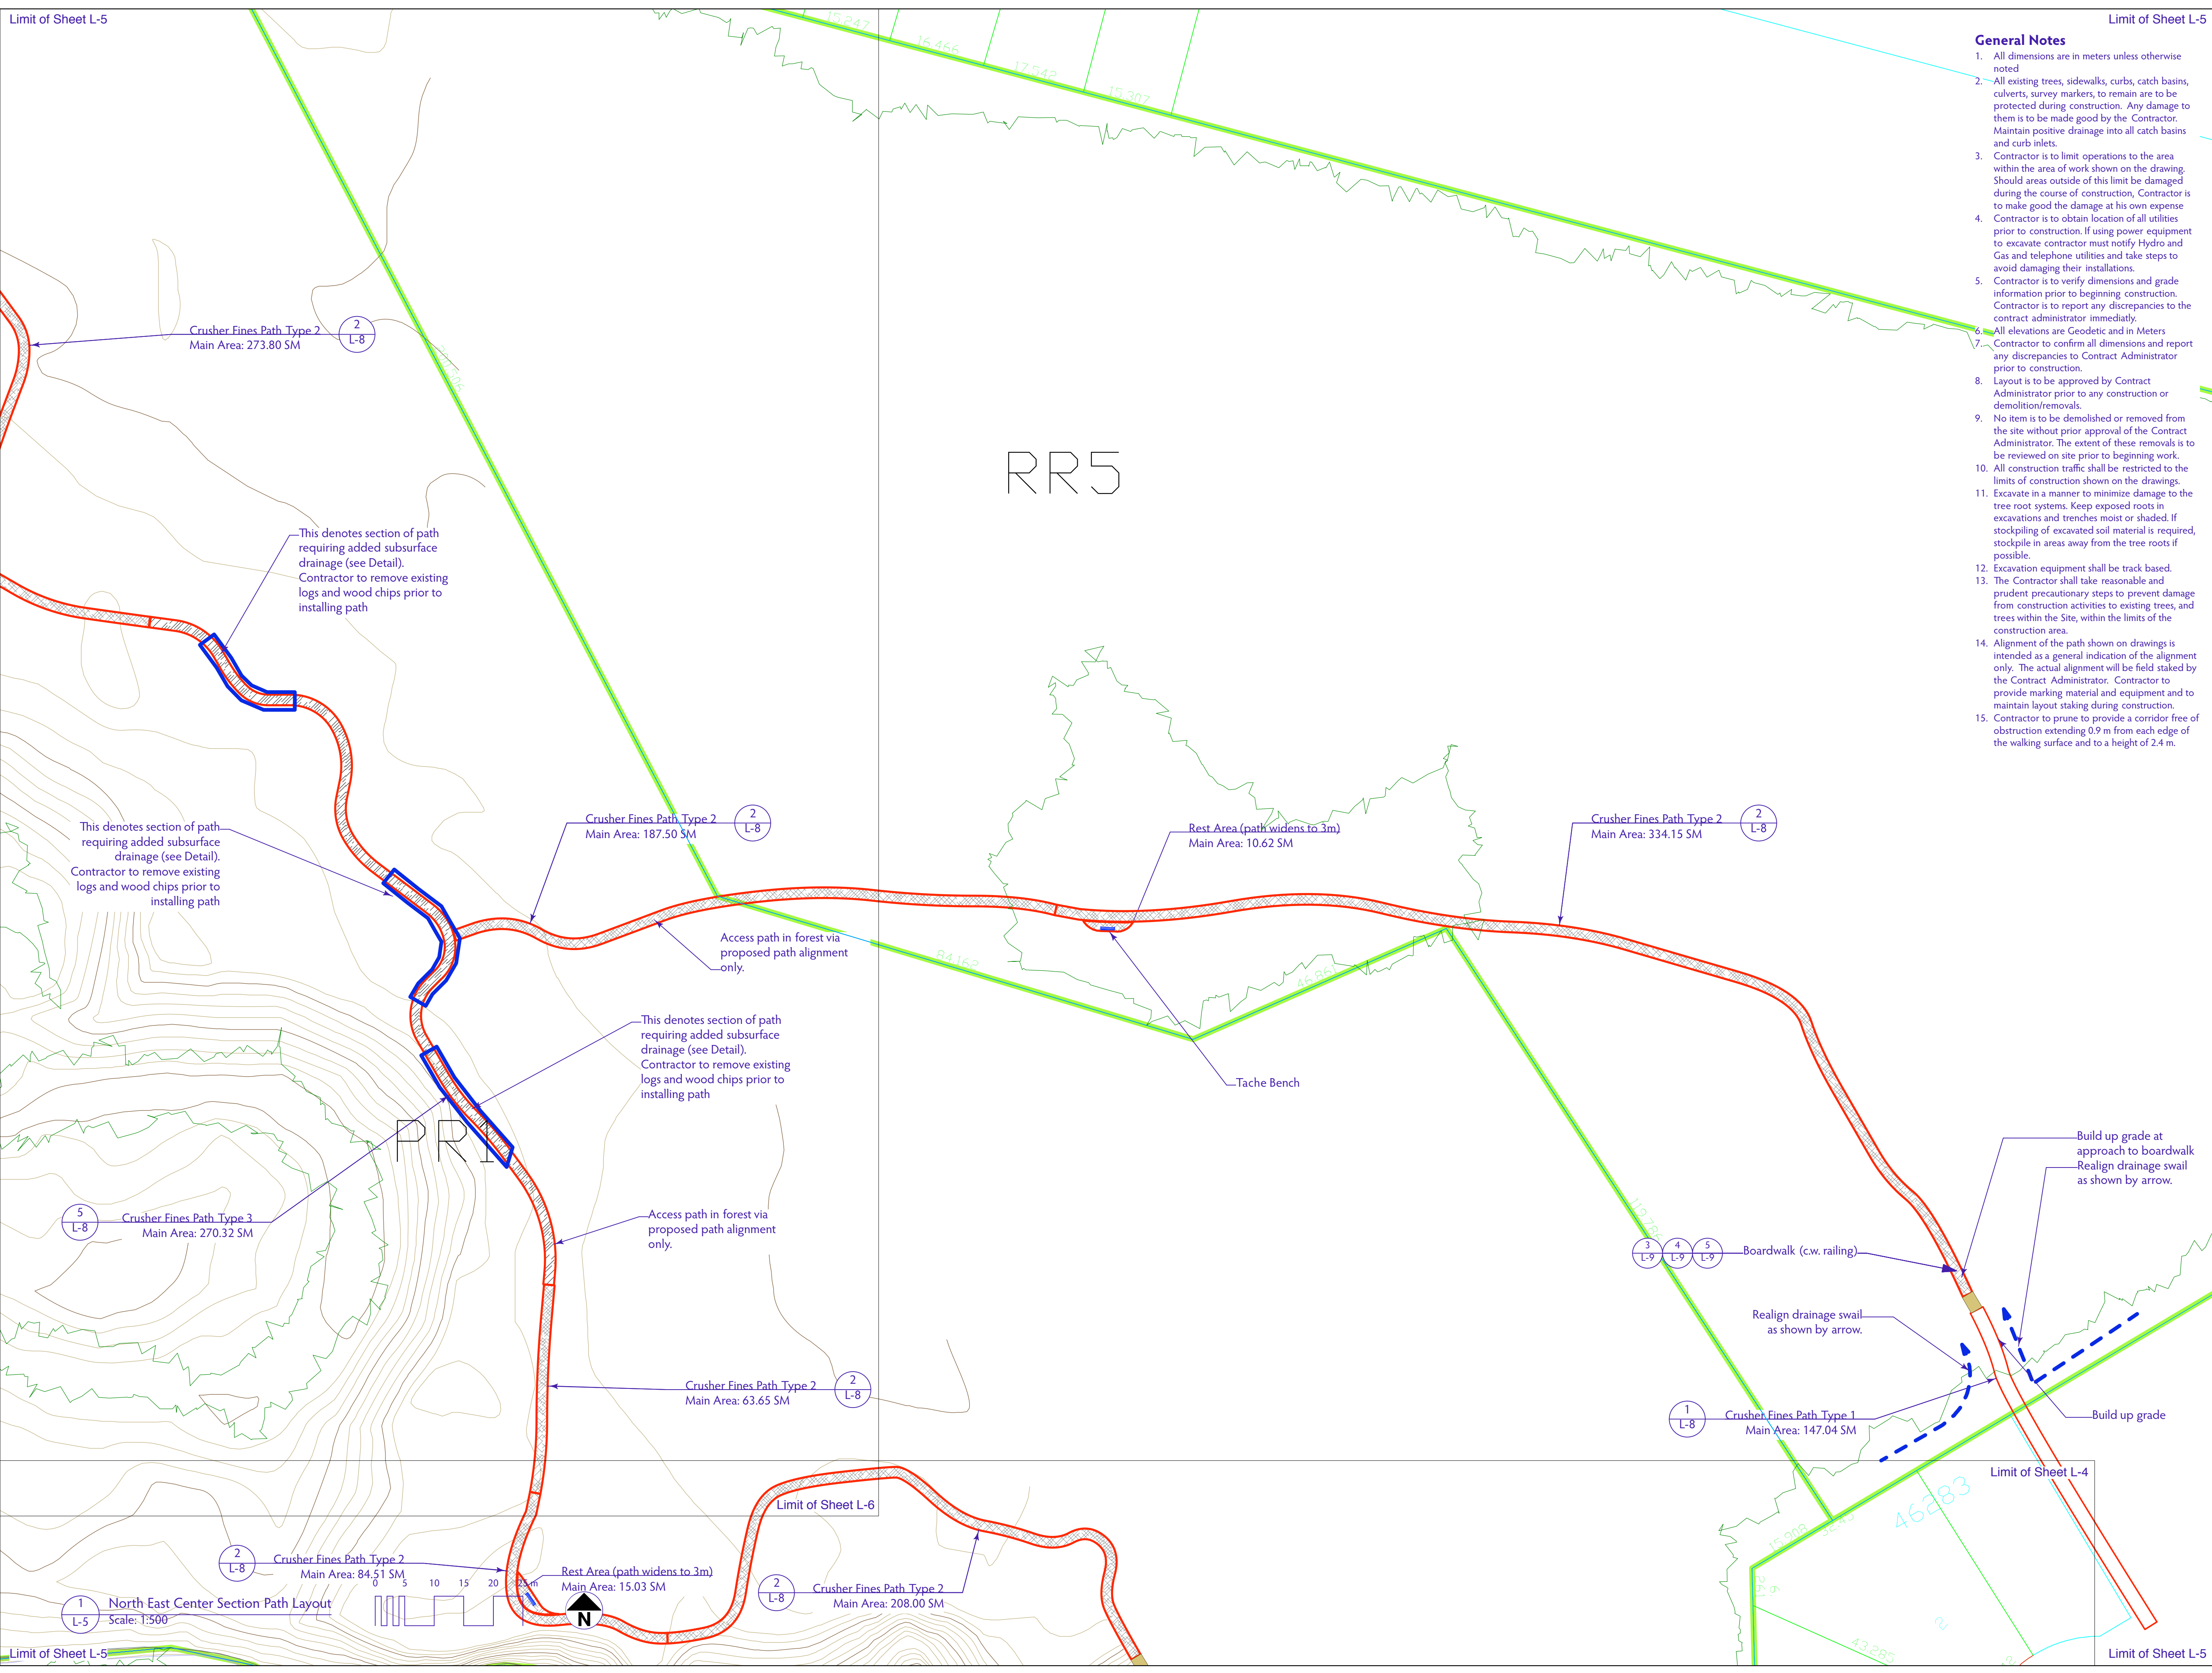 Limit of Sheet L-5
Limit of Sheet L-5
General Notes
1. All dimensions are in meters unless otherwise
noted
2. All existing trees, sidewalks, curbs, catch basins,
culverts, survey markers, to remain are to be
protected during construction. Any damage to
them is to be made good by the Contractor.
Maintain positive drainage into all catch basins
and curb inlets.
3. Contractor is to limit operations to the area
within the area of work shown on the drawing.
Should areas outside of this limit be damaged
during the course of construction, Contractor is
to make good the damage at his own expense
4. Contractor is to obtain location of all utilities
prior to construction. If using power equipment
to excavate contractor must notify Hydro and
Gas and telephone utilities and take steps to
avoid damaging their installations.
5. Contractor is to verify dimensions and grade
information prior to beginning construction.
Contractor is to report any discrepancies to the
contract administrator immediatly.
6. All elevations are Geodetic and in Meters
7. Contractor to confirm all dimensions and report
any discrepancies to Contract Administrator
prior to construction.
8. Layout is to be approved by Contract
Administrator prior to any construction or
demolition/removals.
9. No item is to be demolished or removed from
the site without prior approval of the Contract
Administrator. The extent of these removals is to
be reviewed on site prior to beginning work.
10. All construction traffic shall be restricted to the
limits of construction shown on the drawings.
11. Excavate in a manner to minimize damage to the
tree root systems. Keep exposed roots in
excavations and trenches moist or shaded. If
stockpiling of excavated soil material is required,
stockpile in areas away from the tree roots if
possible.
12. Excavation equipment shall be track based.
13. The Contractor shall take reasonable and
prudent precautionary steps to prevent damage
from construction activities to existing trees, and
trees within the Site, within the limits of the
construction area.
14. Alignment of the path shown on drawings is
intended as a general indication of the alignment
only. The actual alignment will be field staked by
the Contract Administrator. Contractor to
provide marking material and equipment and to
maintain layout staking during construction.
15. Contractor to prune to provide a corridor free of
obstruction extending 0.9 m from each edge of
the walking surface and to a height of 2.4 m.
16.466
17.542
15.307
Crusher Fines Path Type 2
Main Area: 273.80 SM
2
L-8
RR5
This denotes section of path
requiring added subsurface
drainage (see Detail).
Contractor to remove existing
logs and wood chips prior to
installing path
This denotes section of path
requiring added subsurface
drainage (see Detail).
Contractor to remove existing
logs and wood chips prior to
installing path
Crusher Fines Path Type 2
Main Area: 187.50 SM
2
L-8
Rest Area (path widens to 3m)
Main Area: 10.62 SM
Crusher Fines Path Type 2
Main Area: 334.15 SM
2
L-8
Access path in forest via
proposed path alignment
only.
84.162
This denotes section of path
requiring added subsurface
drainage (see Detail).
Contractor to remove existing
logs and wood chips prior to
installing path
Tache Bench
PR1
5
L-8
Crusher Fines Path Type 3
Main Area: 270.32 SM
Access path in forest via
proposed path alignment
only.
Build up grade at
approach to boardwalk
Realign drainage swail
as shown by arrow.
3
L-9
4
L-9
5
L-9
Boardwalk (c.w. railing)
Realign drainage swail
as shown by arrow.
Crusher Fines Path Type 2
Main Area: 63.65 SM
2
L-8
1
L-8
Crusher Fines Path Type 1
Main Area: 147.04 SM
Build up grade
Limit of Sheet L-4
Limit of Sheet L-6
46283
2
L-8
Crusher Fines Path Type 2
Main Area: 84.51 SM
Rest Area (path widens to 3m)
Main Area: 15.03 SM
2
L-8
Crusher Fines Path Type 2
Main Area: 208.00 SM
1
L-5
North East Center Section Path Layout
Scale: 1:500
0 5 10 15 20 25 m
N
43.285
2
Limit of Sheet L-5
Limit of Sheet L-5